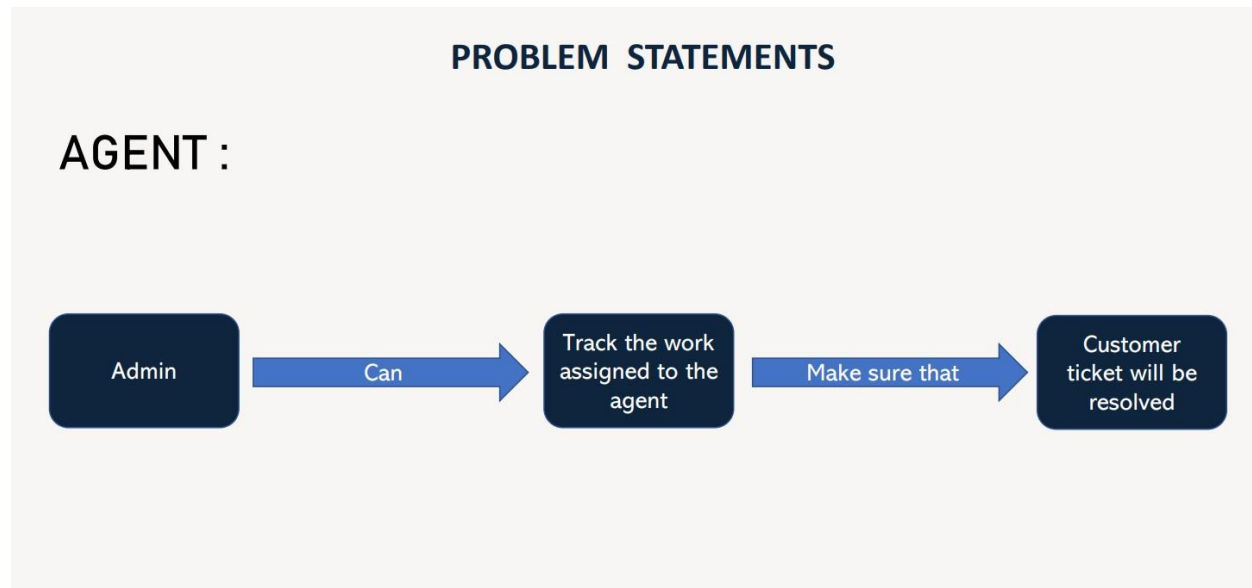 PROBLEM STATEMENTS
AGENT :
Admin
Can
Track the work
assigned to the
agent
Make sure that
Customer
ticket will be
resolved